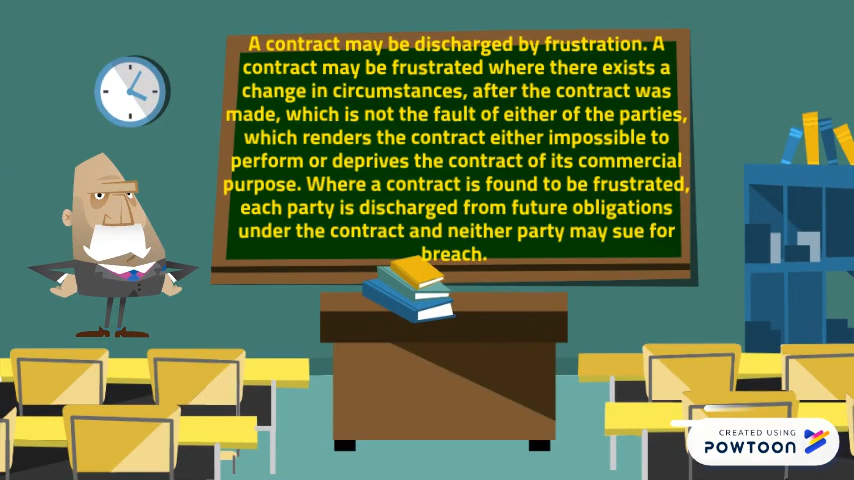 A contract may be discharged by frustration. A
contract may be frustrated where there exists a
change in circumstances, after the contract was
made, which is not the fault of either of the parties,
which renders the contract either impossible to
perform or deprives the contract of its commercial
purpose. Where a contract is found to be frustrated,
each party is discharged from future obligations
under the contract and neither party may sue for
breach.
CREATED USING
POWTOON